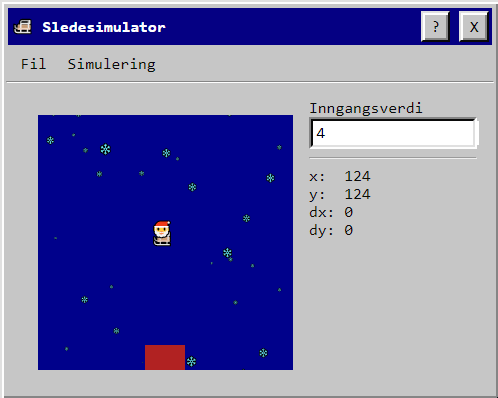 Sledesimulator ? X
Fil Simulering
Inngangsverdi
4
x: 124
y: 124
dx: 0
dy: 0